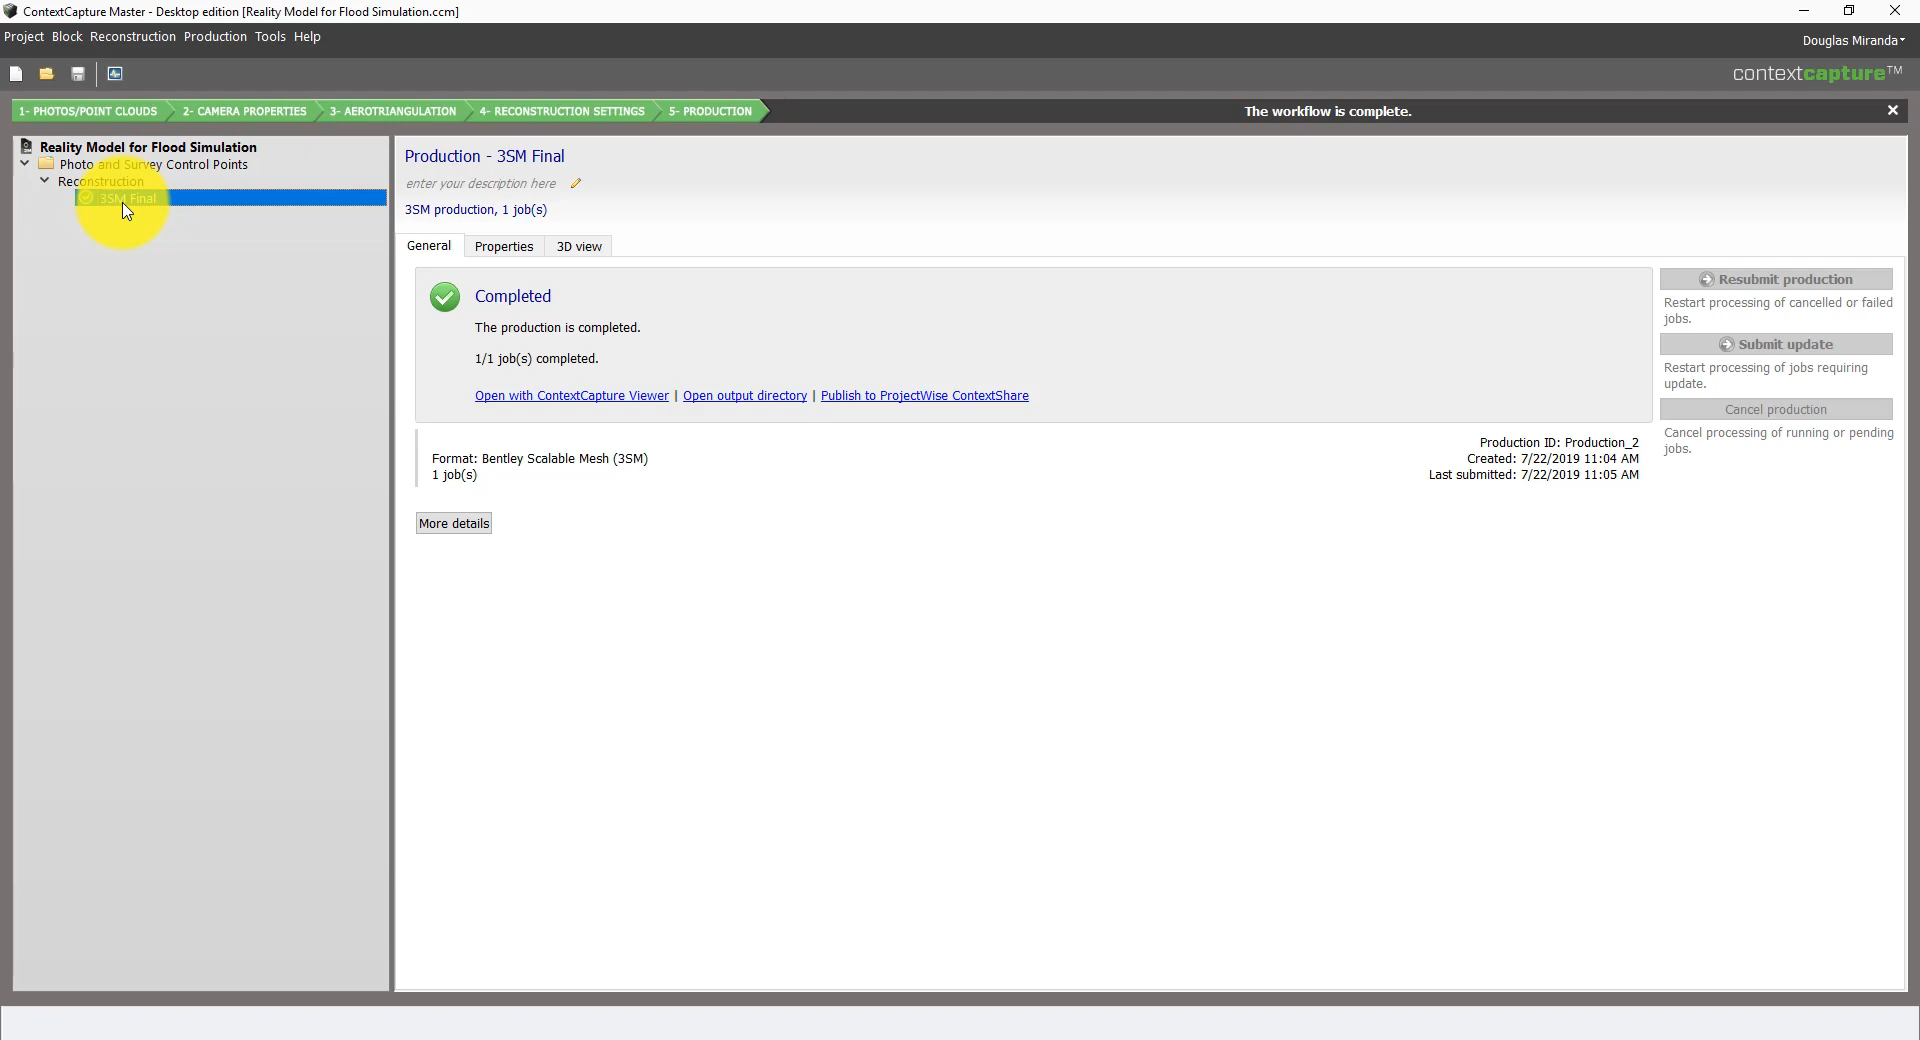 ContextCapture Master - Desktop edition [Reality Model for Flood Simulation.ccm]
Project Block Reconstruction Production Tools Help
Douglas Miranda
contextcapture™
1- PHOTOS/POINT CLOUDS 2- CAMERA PROPERTIES 3- AEROTRIANGULATION 4- RECONSTRUCTION SETTINGS 5- PRODUCTION The workflow is complete.
Reality Model for Flood Simulation
Photo and Survey Control Points
Reconstruction
3SM Final
Production - 3SM Final
enter your description here
3SM production, 1 job(s)
General Properties 3D view
Completed
The production is completed.
1/1 job(s) completed.
Open with ContextCapture Viewer | Open output directory | Publish to ProjectWise ContextShare
Format: Bentley Scalable Mesh (3SM)
1 job(s)
Production ID: Production_2
Created: 7/22/2019 11:04 AM
Last submitted: 7/22/2019 11:05 AM
More details
Resubmit production
Restart processing of cancelled or failed
jobs.
Submit update
Restart processing of jobs requiring
update.
Cancel production
Cancel processing of running or pending
jobs.